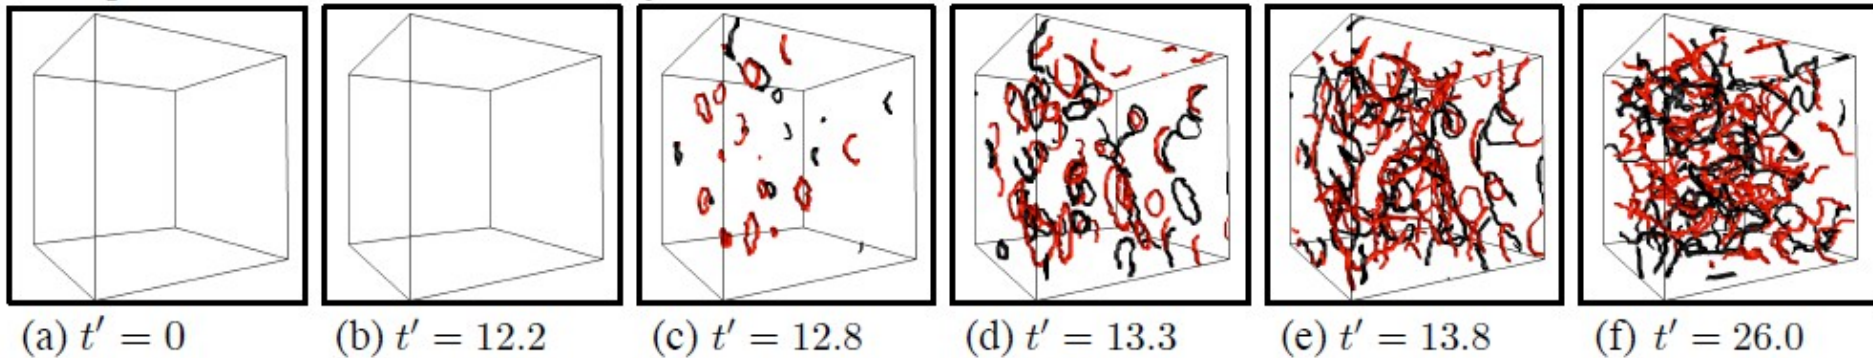 (a) t′ = 0 (b) t′ = 12.2 (c) t′ = 12.8 (d) t′ = 13.3 (e) t′ = 13.8 (f) t′ = 26.0